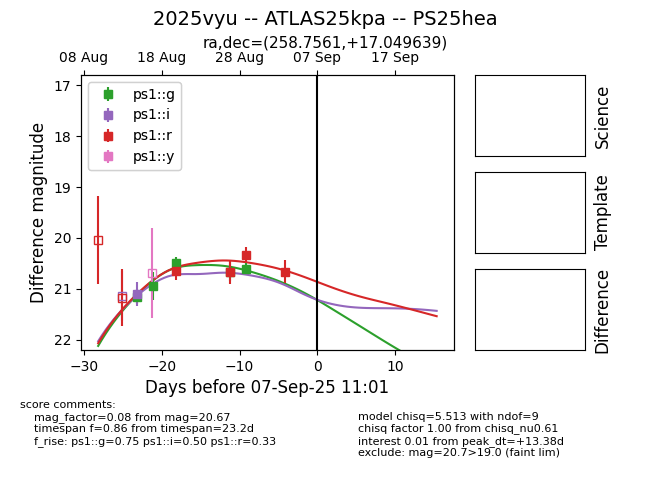 2025vyu -- ATLAS25kpa -- PS25hea
ra,dec=(258.7561,+17.049639)
08 Aug 18 Aug 28 Aug 07 Sep 17 Sep
17
18
19
20
21
22
Difference magnitude
ps1::g
ps1::i
ps1::r
ps1::y
−30 −20 −10 0 10
Days before 07-Sep-25 11:01
Science
Template
Difference
score comments:
mag_factor=0.08 from mag=20.67
timespan f=0.86 from timespan=23.2d
f_rise: ps1::g=0.75 ps1::i=0.50 ps1::r=0.33
model chisq=5.513 with ndof=9
chisq factor 1.00 from chisq_nu0.61
interest 0.01 from peak_dt=+13.38d
exclude: mag=20.7>19.0 (faint lim)